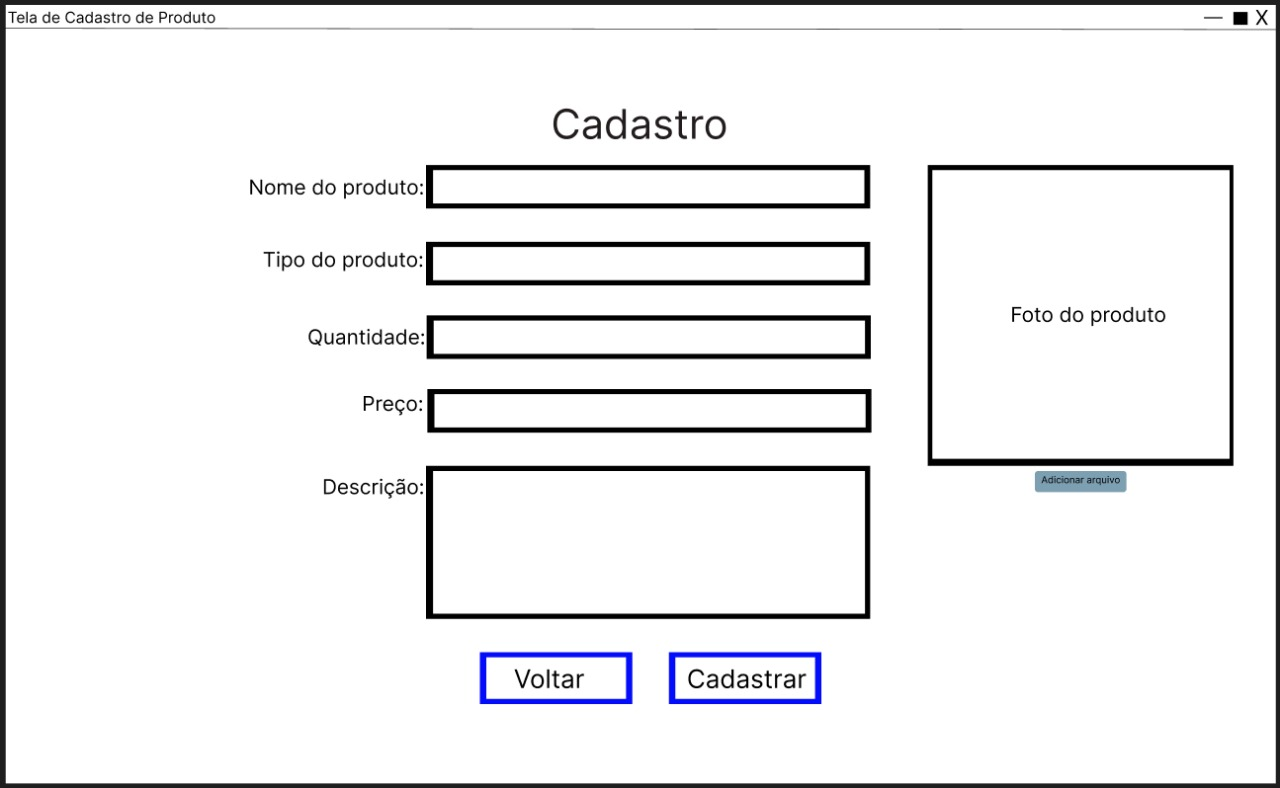 Tela de Cadastro de Produto
X
Cadastro
Nome do produto:
Tipo do produto:
Quantidade:
Preço:
Descrição:
Foto do produto
Adicionar arquivo
Voltar
Cadastrar